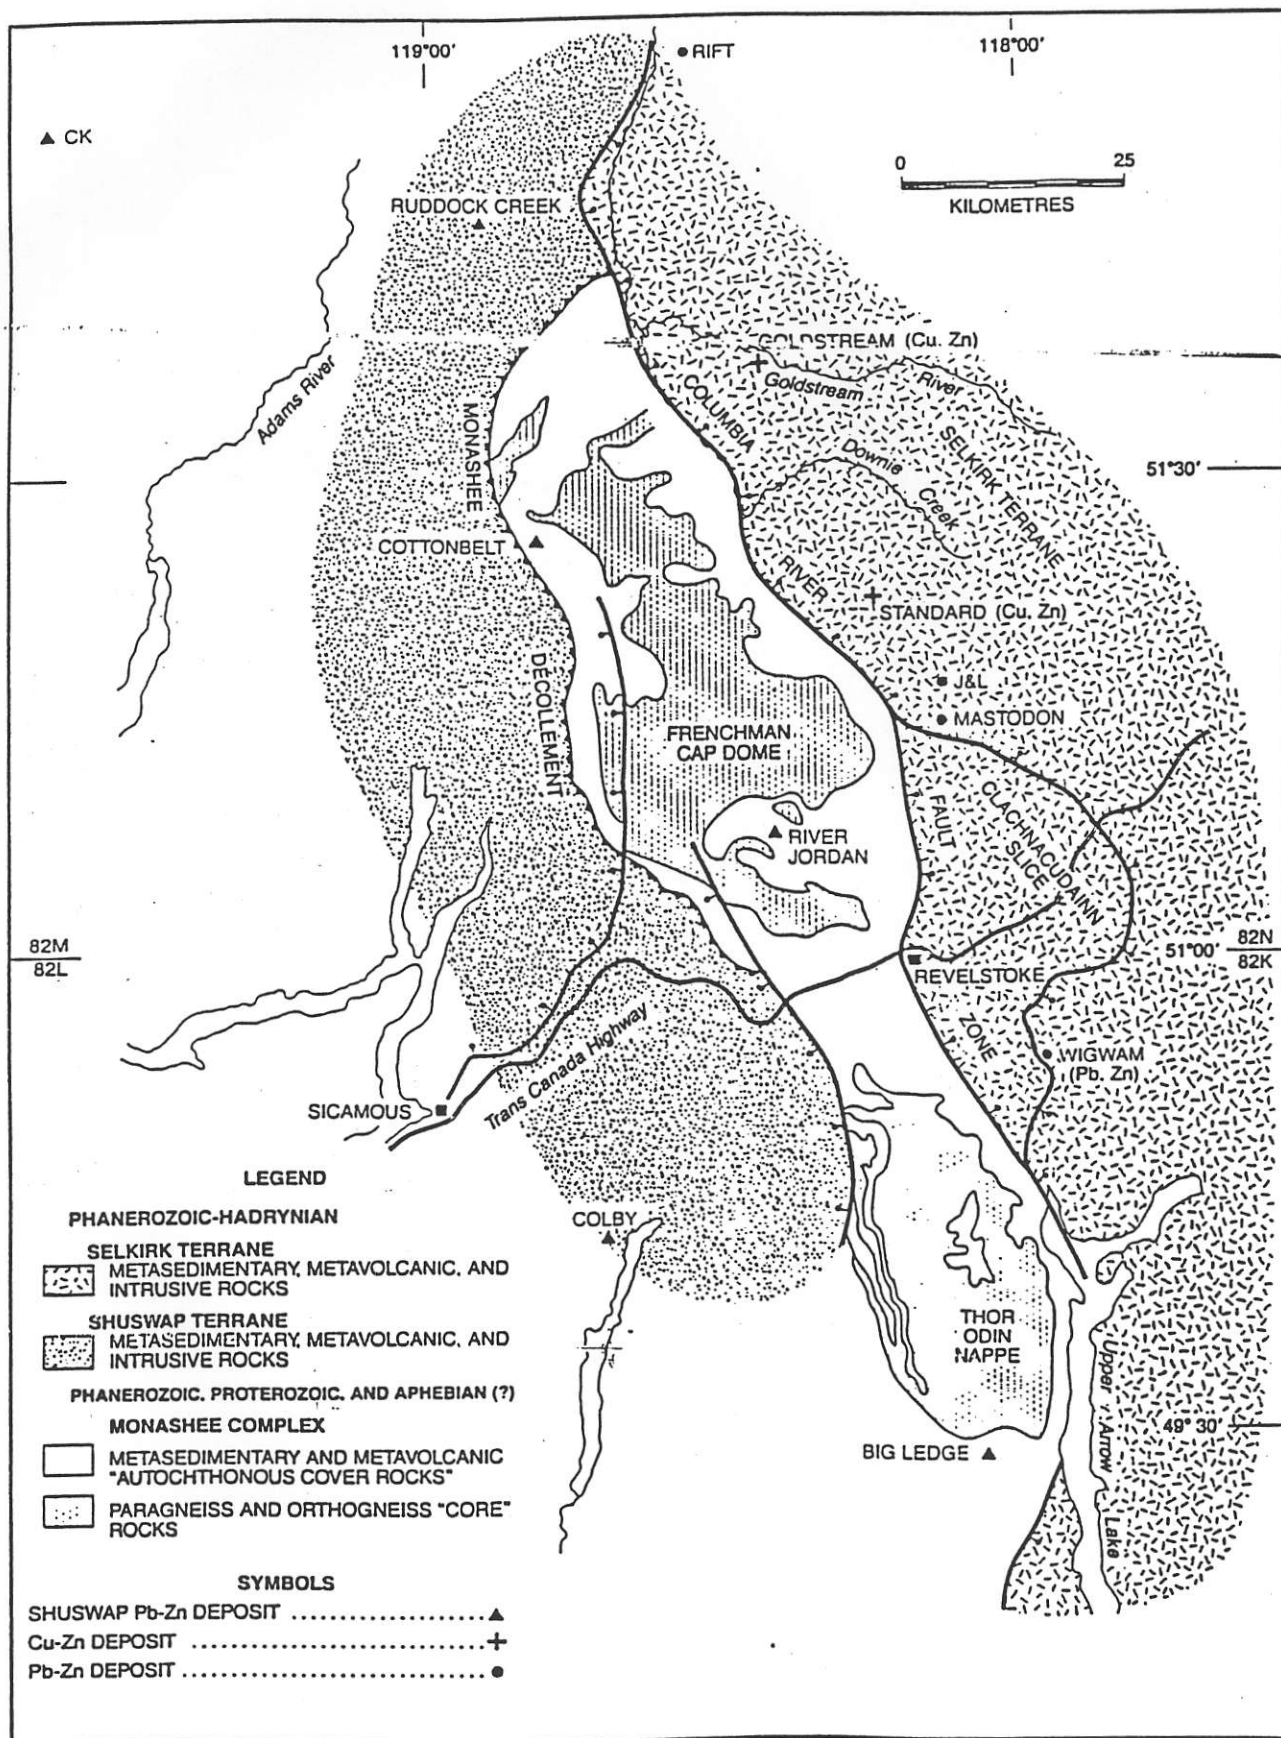 119°00'
118°00'
RIFT
CK
0 25
KILOMETRES
RUDDOCK CREEK
GOLDSTREAM (Cu. Zn)
Goldstream
River
Adams River
COLUMBIA
MONASHEE
SELKIRK TERRANE
Downie
Creek
51°30'
COTTONBELT
RIVER
STANDARD (Cu. Zn)
DÉCOLLEMENT
J&L
MASTODON
FRENCHMAN
CAP DOME
FAULT
CLACHNACUDAINN
SLICE
RIVER
JORDAN
82M
82L
51°00'
82N
82K
REVELSTOKE
ZONE
WIGWAM
(Pb. Zn)
Trans Canada Highway
SICAMOUS
COLBY
THOR
ODIN
NAPPE
Upper Arrow Lake
49° 30'
BIG LEDGE
LEGEND
PHANEROZOIC-HADRYNIAN
SELKIRK TERRANE
METASEDIMENTARY, METAVOLCANIC, AND
INTRUSIVE ROCKS
SHUSWAP TERRANE
METASEDIMENTARY, METAVOLCANIC, AND
INTRUSIVE ROCKS
PHANEROZOIC, PROTEROZOIC, AND APHEBIAN (?)
MONASHEE COMPLEX
METASEDIMENTARY AND METAVOLCANIC
"AUTOCHTHONOUS COVER ROCKS"
PARAGNEISS AND ORTHOGNEISS "CORE"
ROCKS
SYMBOLS
SHUSWAP Pb-Zn DEPOSIT
Cu-Zn DEPOSIT
Pb-Zn DEPOSIT